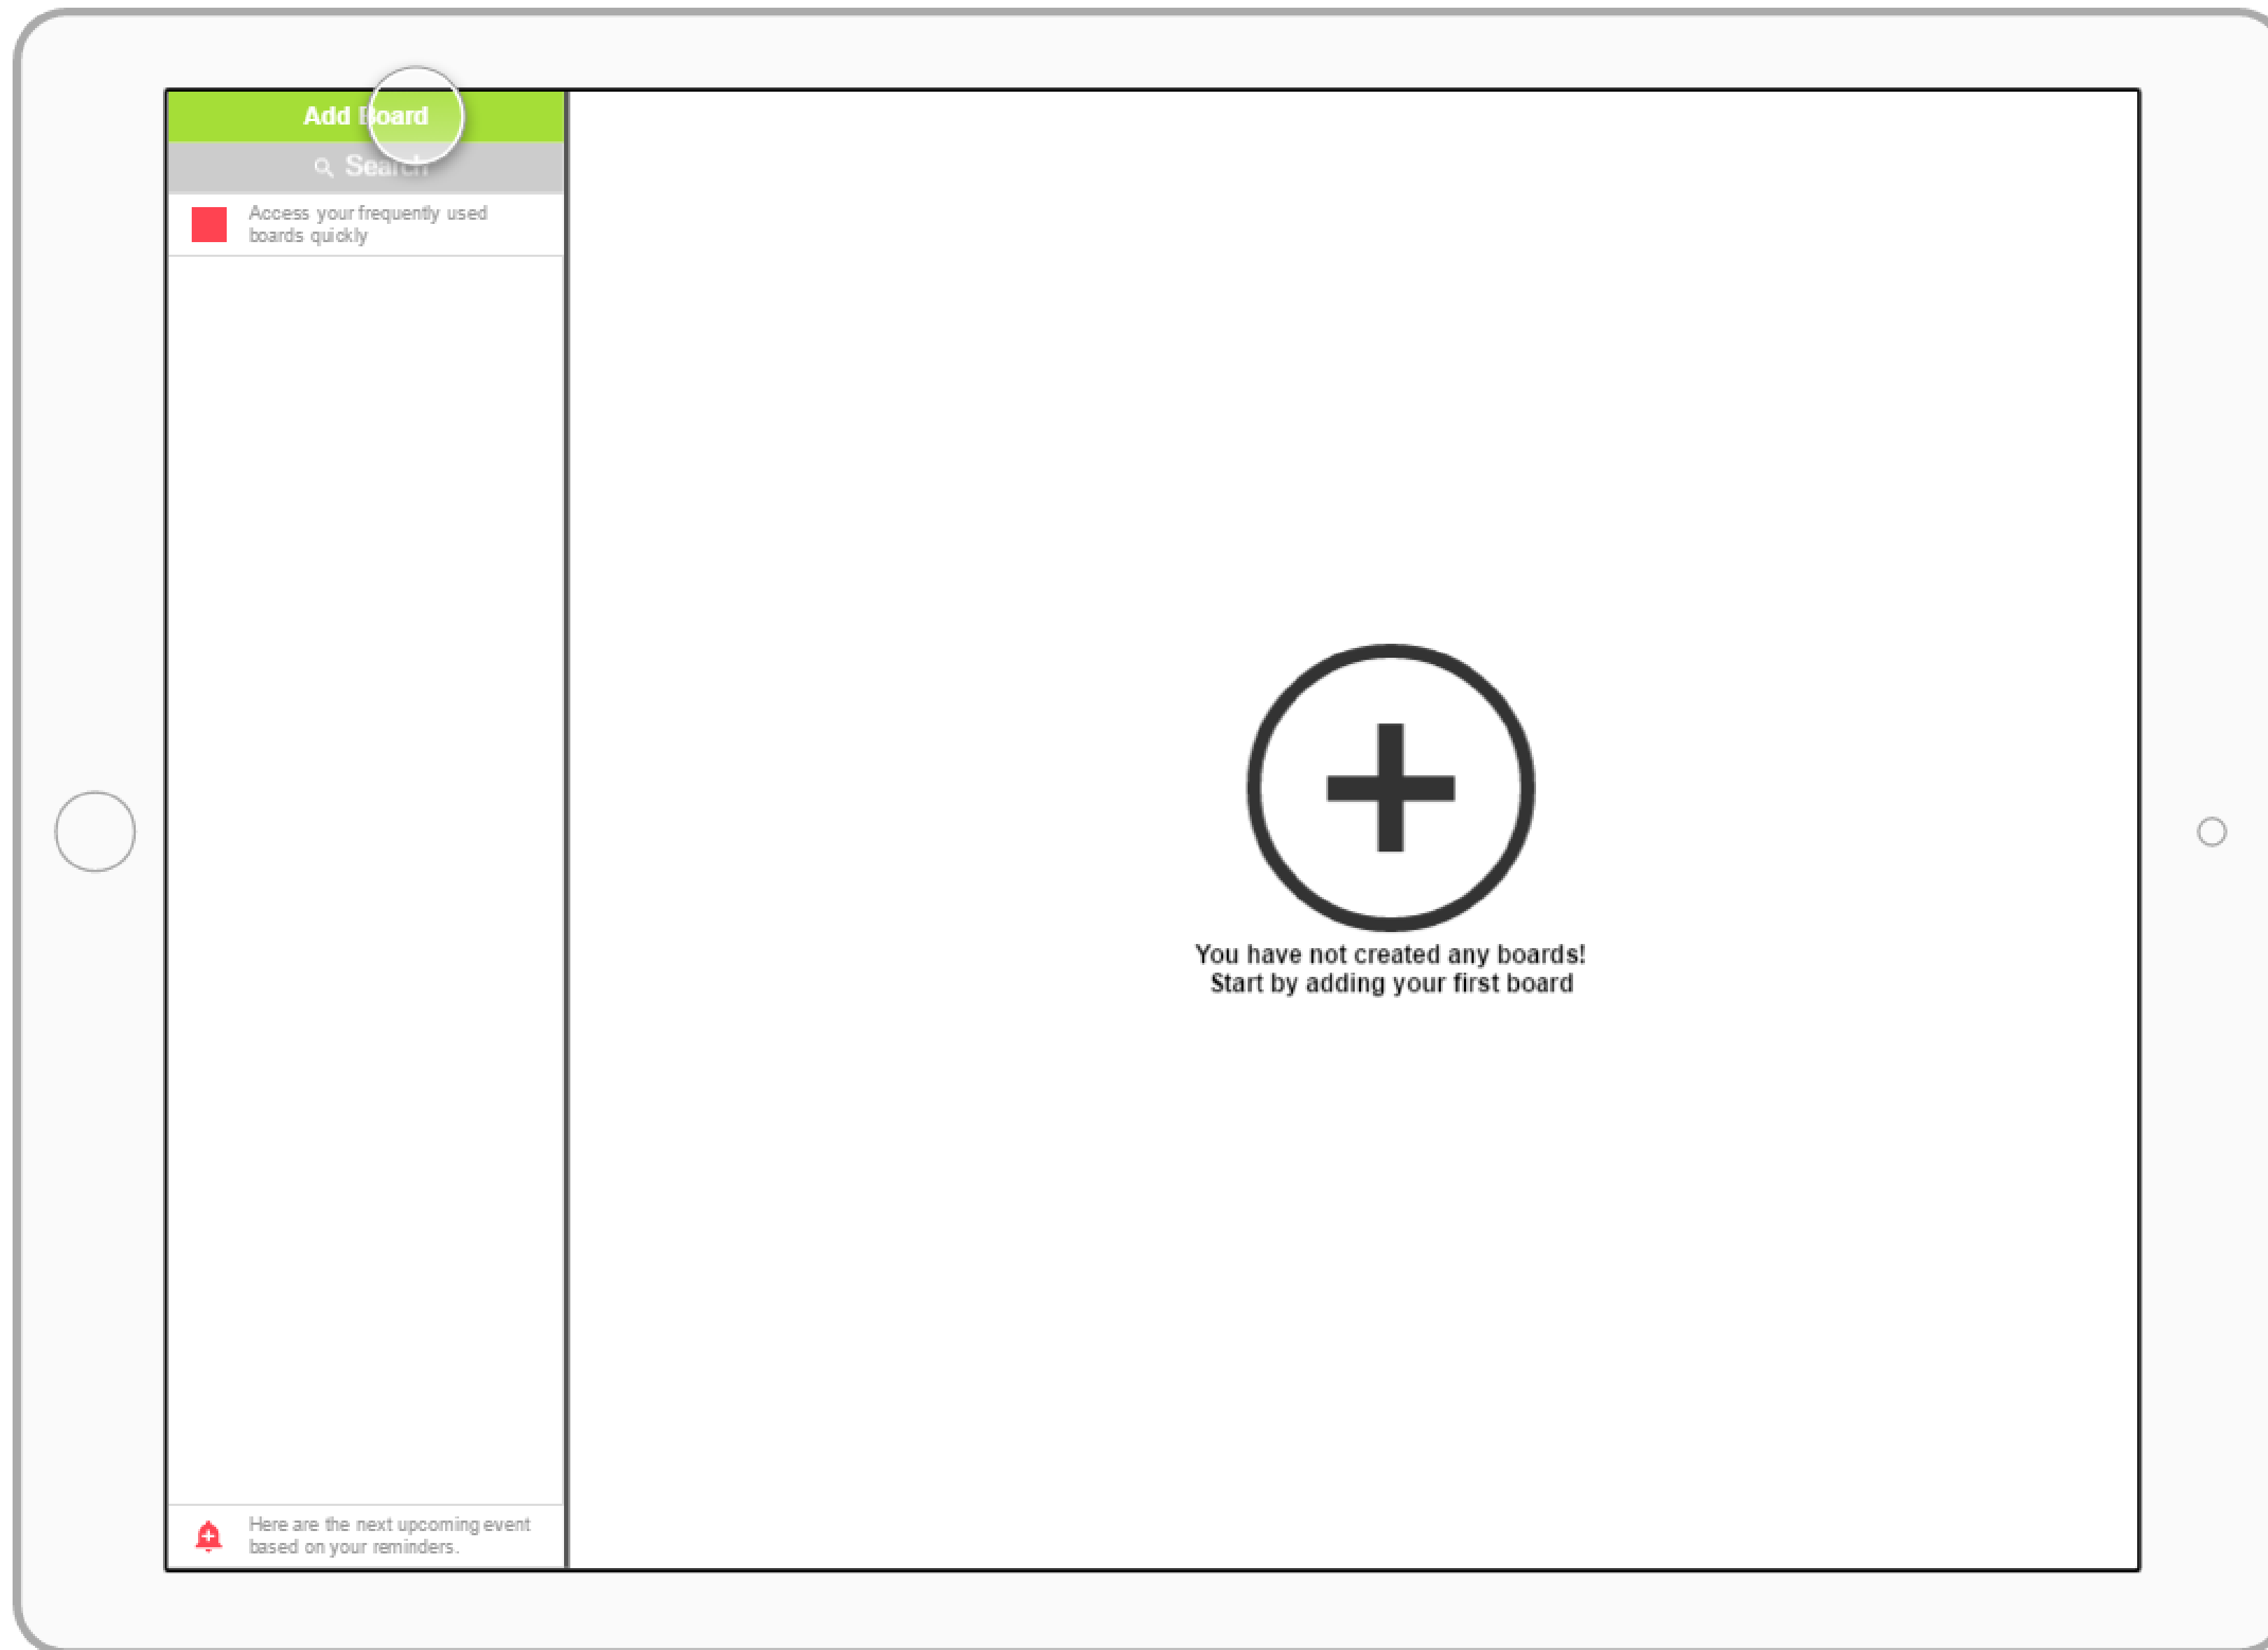 Add Board
Search
Access your frequently used
boards quickly
You have not created any boards!
Start by adding your first board
Here are the next upcoming event
based on your reminders.